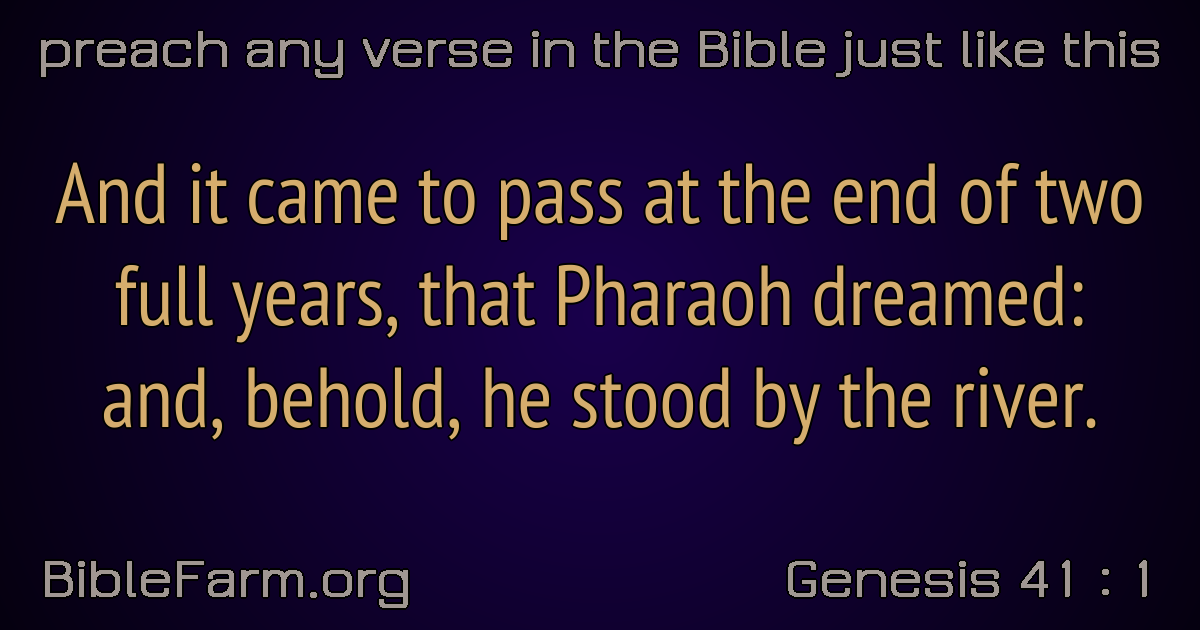 preach any verse in the Bible just like this
And it came to pass at the end of two
full years, that Pharaoh dreamed:
and, behold, he stood by the river.
BibleFarm.org
Genesis 41 : 1